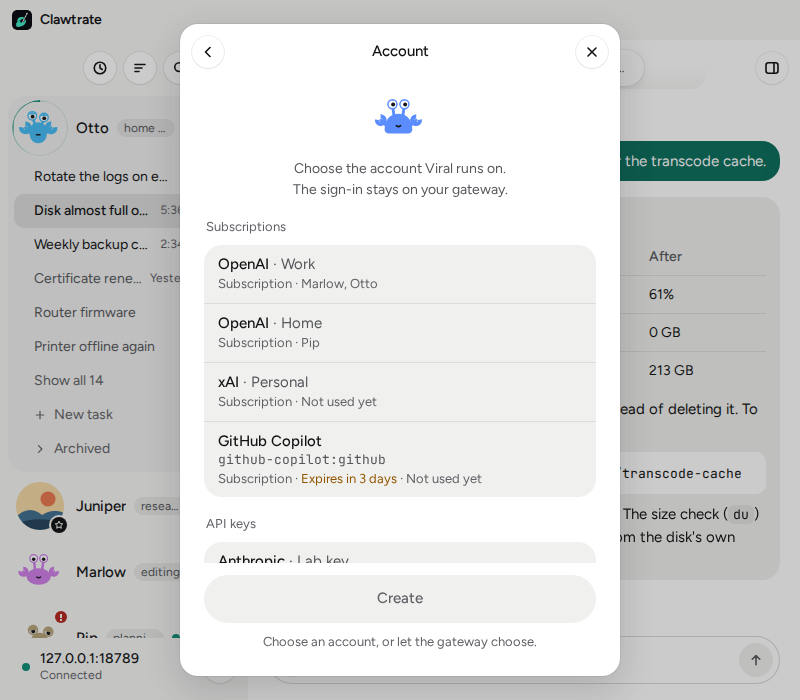 Clawtrate
Account
Otto home ...
Rotate the logs on e...
Disk almost full o... 5:36
Weekly backup c... 2:34
Certificate rene... Yeste
Router firmware
Printer offline again
Show all 14
+ New task
Archived
Juniper resea...
Marlow editing
Pip planni...
127.0.0.1:18789
Connected
Choose the account Viral runs on.
The sign-in stays on your gateway.
Subscriptions
OpenAI · Work
Subscription · Marlow, Otto
OpenAI · Home
Subscription · Pip
xAI · Personal
Subscription · Not used yet
GitHub Copilot
github-copilot:github
Subscription · Expires in 3 days · Not used yet
API keys
Anthropic · Lab key
Create
Choose an account, or let the gateway choose.
the transcode cache.
After
61%
0 GB
213 GB
ead of deleting it. To
/transcode-cache
The size check ( du )
om the disk's own